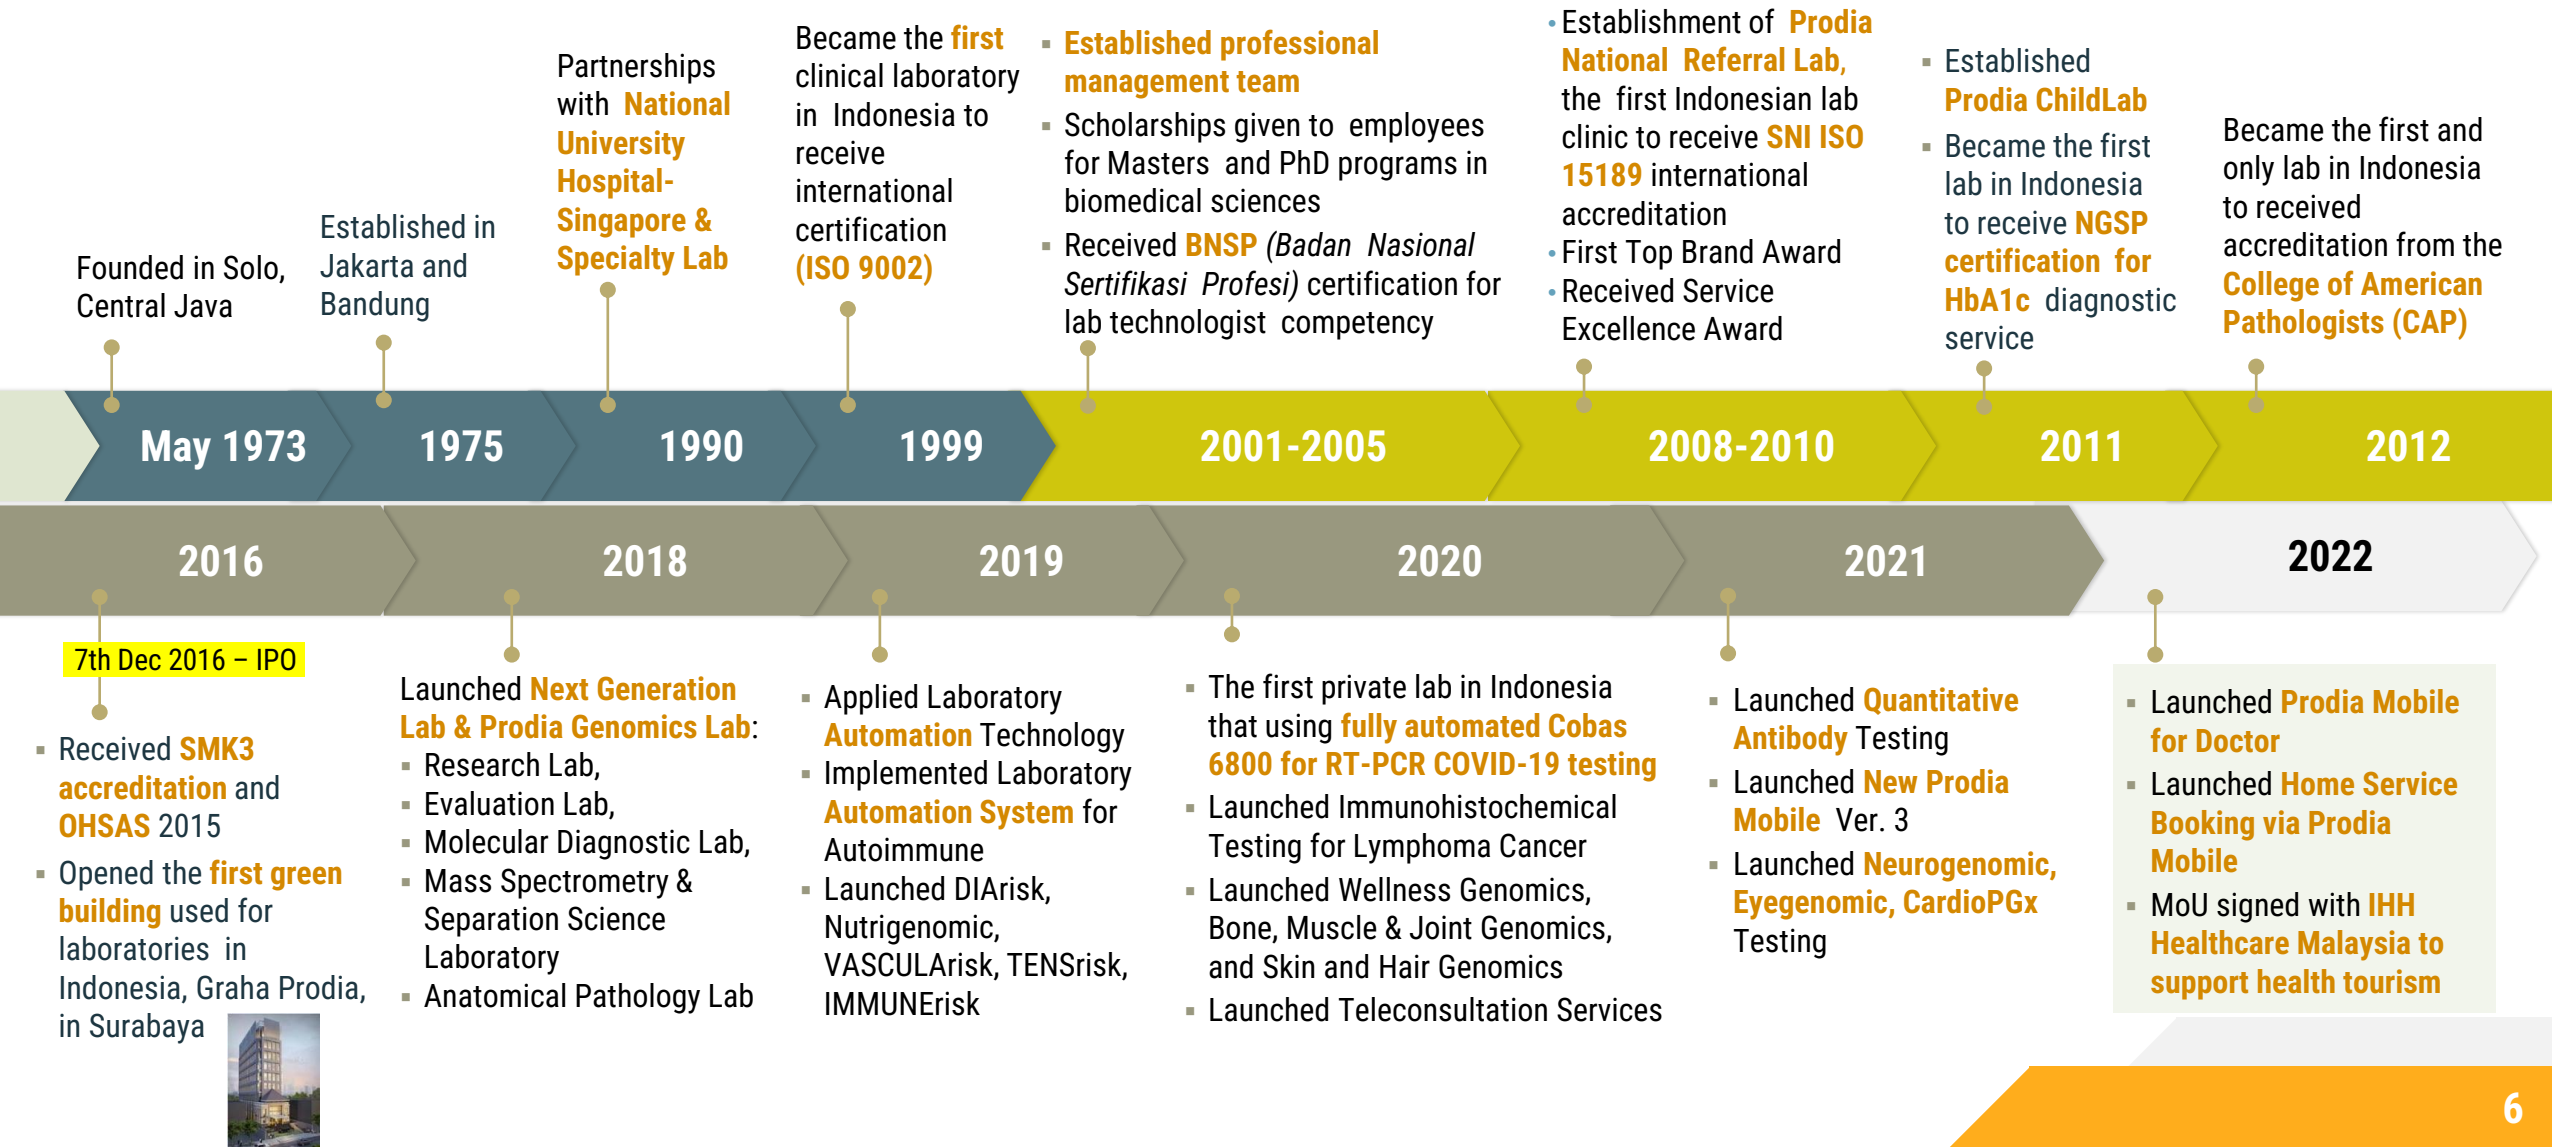 Founded in Solo,
Central Java
Established in
Jakarta and
Bandung
Partnerships
with National
University
Hospital-
Singapore &
Specialty Lab
Became the first
clinical laboratory
in Indonesia to
receive
international
certification
(ISO 9002)
▪ Established professional
management team
▪ Scholarships given to employees
for Masters and PhD programs in
biomedical sciences
▪ Received BNSP (Badan Nasional
Sertifikasi Profesi) certification for
lab technologist competency
• Establishment of Prodia
National Referral Lab,
the first Indonesian lab
clinic to receive SNI ISO
15189 international
accreditation
• First Top Brand Award
• Received Service
Excellence Award
▪ Established
Prodia ChildLab
▪ Became the first
lab in Indonesia
to receive NGSP
certification for
HbA1c diagnostic
service
Became the first and
only lab in Indonesia
to received
accreditation from the
College of American
Pathologists (CAP)
May 1973
1975
1990
1999
2001-2005
2008-2010
2011
2012
2016
2018
2019
2020
2021
2022
7th Dec 2016 – IPO
▪ Received SMK3
accreditation and
OHSAS 2015
▪ Opened the first green
building used for
laboratories in
Indonesia, Graha Prodia,
in Surabaya
Launched Next Generation
Lab & Prodia Genomics Lab:
▪ Research Lab,
▪ Evaluation Lab,
▪ Molecular Diagnostic Lab,
▪ Mass Spectrometry &
Separation Science
Laboratory
▪ Anatomical Pathology Lab
▪ Applied Laboratory
Automation Technology
▪ Implemented Laboratory
Automation System for
Autoimmune
▪ Launched DIArisk,
Nutrigenomic,
VASCULArisk, TENSrisk,
IMMUNErisk
▪ The first private lab in Indonesia
that using fully automated Cobas
6800 for RT-PCR COVID-19 testing
▪ Launched Immunohistochemical
Testing for Lymphoma Cancer
▪ Launched Wellness Genomics,
Bone, Muscle & Joint Genomics,
and Skin and Hair Genomics
▪ Launched Teleconsultation Services
▪ Launched Quantitative
Antibody Testing
▪ Launched New Prodia
Mobile Ver. 3
▪ Launched Neurogenomic,
Eyegenomic, CardioPGx
Testing
▪ Launched Prodia Mobile
for Doctor
▪ Launched Home Service
Booking via Prodia
Mobile
▪ MoU signed with IHH
Healthcare Malaysia to
support health tourism
6